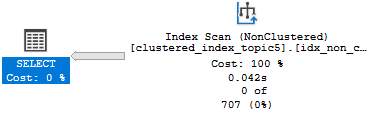 Index Scan (NonClustered)
[clustered_index_topic5].[idx_non_c…
Cost: 100 %
0.042s
0 of
707 (0%)
SELECT
Cost: 0 %